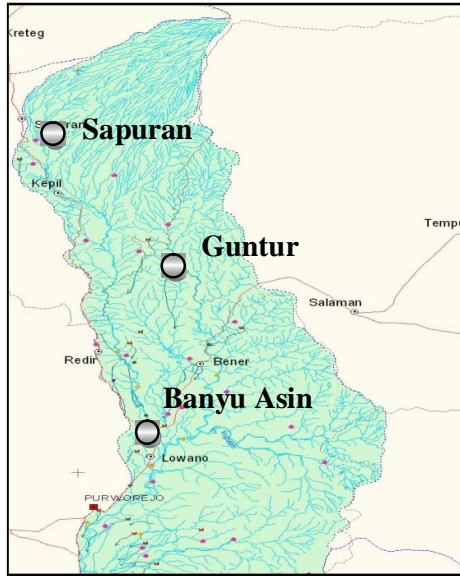 Kreteg
Sapuran
Kepil
Guntur
Tempu
Salaman
Redir
Bener
Banyu Asin
Lowano
PURWOREJO